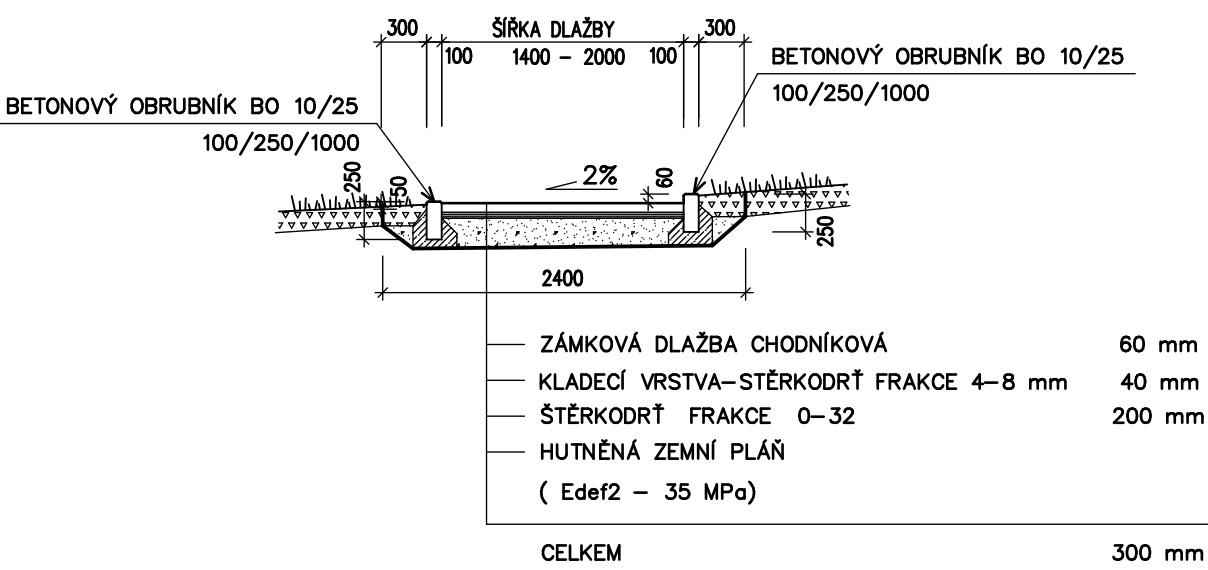 300 ŠÍŘKA DLAŽBY 300
100 1400 – 2000 100
BETONOVÝ OBRUBNÍK BO 10/25
100/250/1000
BETONOVÝ OBRUBNÍK BO 10/25
100/250/1000
250
50
2%
60
250
2400
ZÁMKOVÁ DLAŽBA CHODNÍKOVÁ 60 mm
KLADECÍ VRSTVA–STĚRKODRŤ FRAKCE 4–8 mm 40 mm
ŠTĚRKODRŤ FRAKCE 0–32 200 mm
HUTNĚNÁ ZEMNÍ PLÁŇ
( Edef2 – 35 MPa)
CELKEM 300 mm